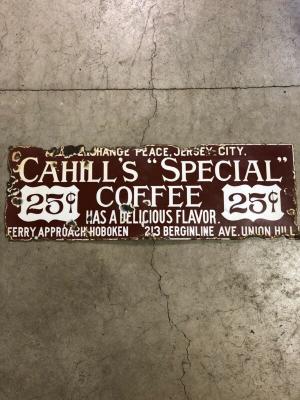 EXCHANGE PLACE, JERSEY CITY.
CAHILL'S "SPECIAL"
25¢ COFFEE 25¢
HAS A DELICIOUS FLAVOR.
FERRY APPROACH HOBOKEN 213 BERGINLINE AVE. UNION HILL